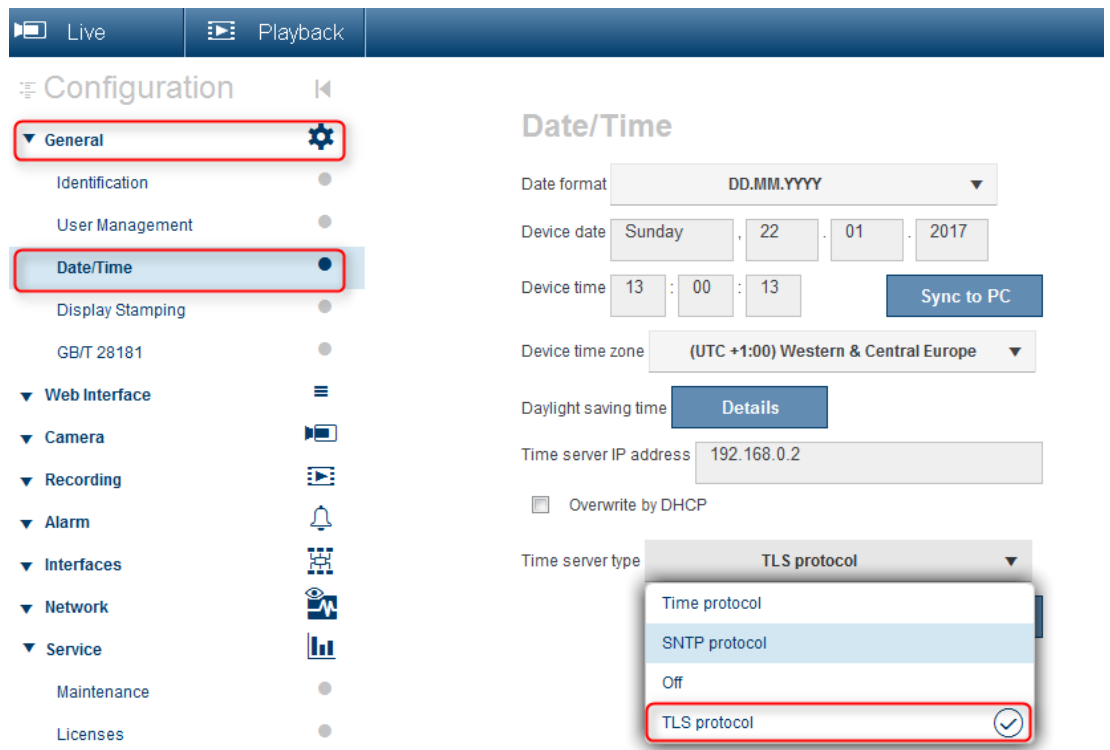 Live
Playback
Configuration
General
Identification
User Management
Date/Time
Display Stamping
GB/T 28181
Web Interface
Camera
Recording
Alarm
Interfaces
Network
Service
Maintenance
Licenses
Date/Time
Date format DD.MM.YYYY
Device date Sunday , 22 . 01 . 2017
Device time 13 : 00 : 13 Sync to PC
Device time zone (UTC +1:00) Western & Central Europe
Daylight saving time Details
Time server IP address 192.168.0.2
Overwrite by DHCP
Time server type TLS protocol
Time protocol
SNTP protocol
Off
TLS protocol